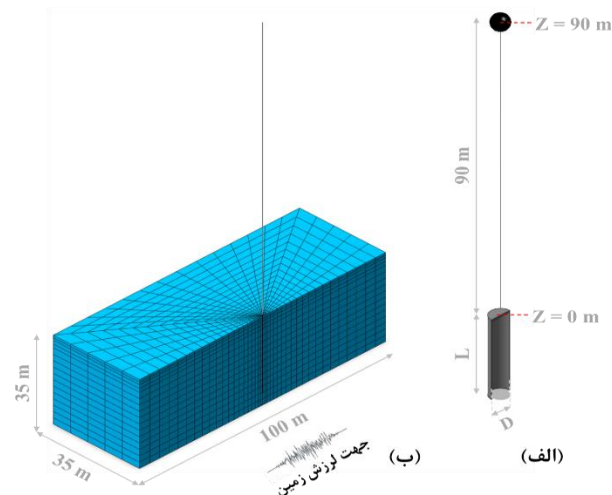 Z = 90 m
90 m
Z = 0 m
L
D
35 m
35 m
100 m
جهت لرزش زمین
(ب)
(الف)